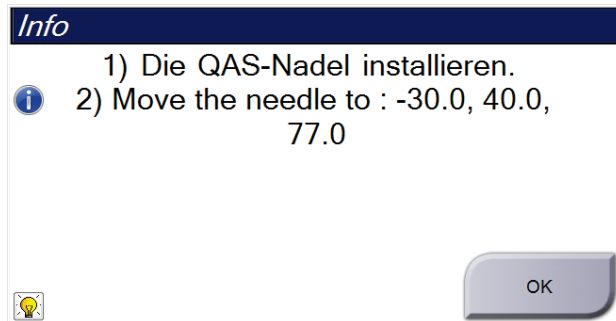 Info
1) Die QAS-Nadel installieren.
2) Move the needle to : -30.0, 40.0,
77.0
OK